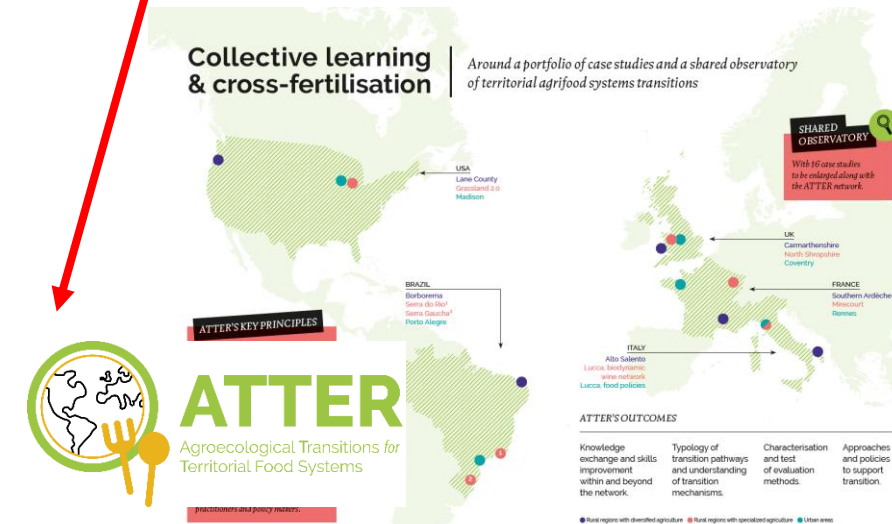 Collective learning
& cross-fertilisation
Around a portfolio of case studies and a shared observatory
of territorial agrifood systems transitions
SHARED
OBSERVATORY
With 16 case studies
to be enlarged along with
the ATTER network.
USA
Lane County
Grassland 2.0
Madison
UK
Carmarthenshire
North Shropshire
Coventry
BRAZIL
Borborema
Serra do Rio¹
Serra Gaucha²
Porto Alegre
FRANCE
Southern Ardèche
Mirecourt
Rennes
ATTER'S KEY PRINCIPLES
ITALY
Alto Salento
Lucca, biodynamic
wine network
Lucca, food policies
ATTER
Agroecological Transitions for
Territorial Food Systems
1
2
practitioners and policy makers.
ATTER'S OUTCOMES
Knowledge
exchange and skills
improvement
within and beyond
the network.
Typology of
transition pathways
and understanding
of transition
mechanisms.
Characterisation
and test
of evaluation
methods.
Approaches
and policies
to support
transition.
Rural regions with diversified agriculture
Rural regions with specialized agriculture
Urban areas